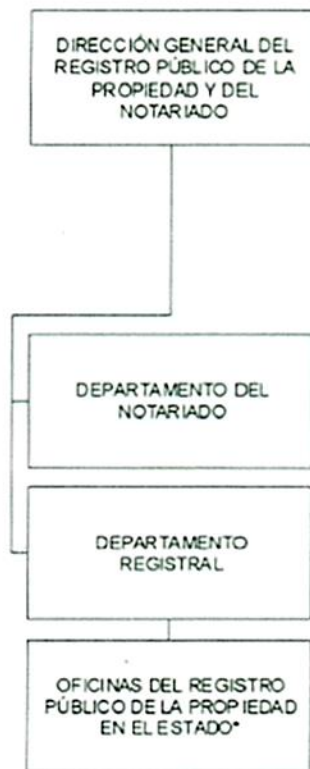 DIRECCIÓN GENERAL DEL
REGISTRO PÚBLICO DE LA
PROPIEDAD Y DEL
NOTARIADO
DEPARTAMENTO DEL
NOTARIADO
DEPARTAMENTO
REGISTRAL
OFICINAS DEL REGISTRO
PÚBLICO DE LA PROPIEDAD
EN EL ESTADO*